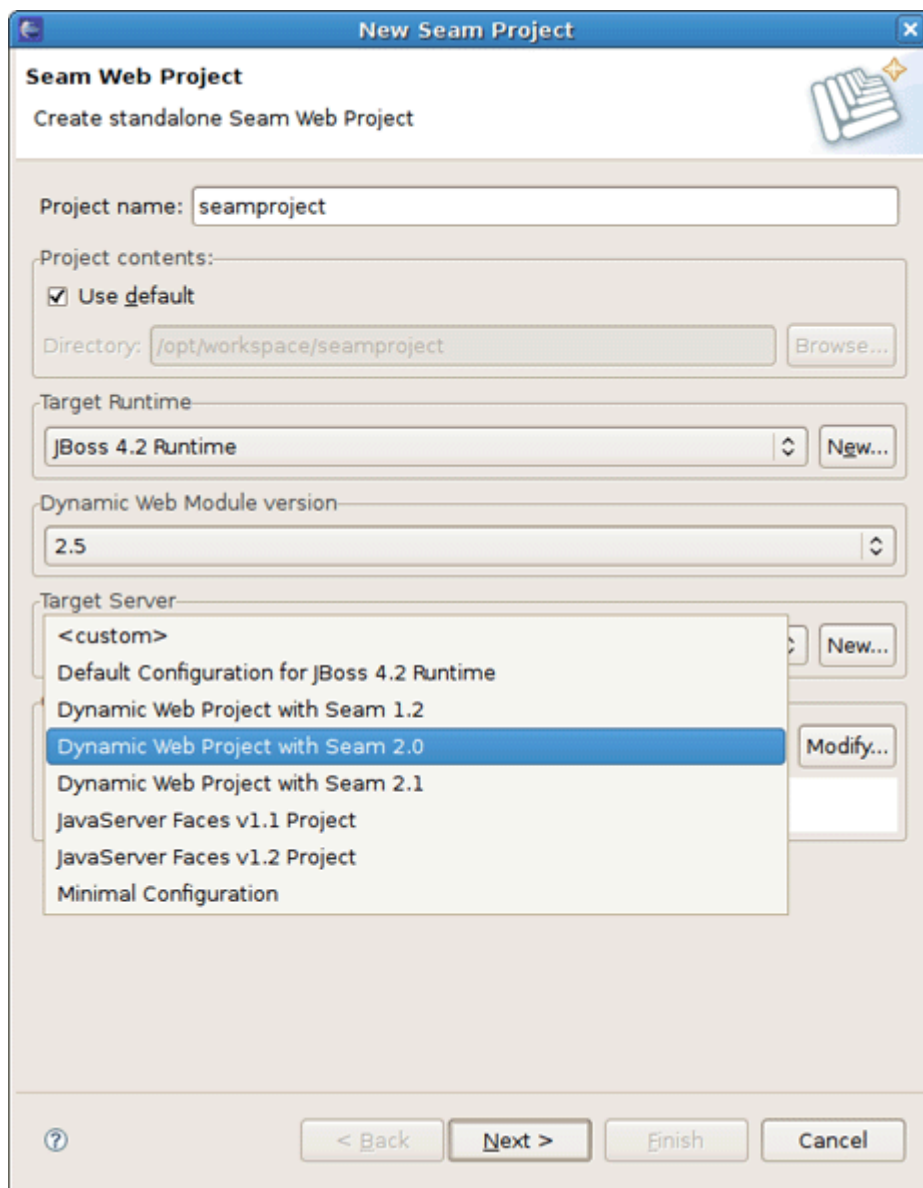 New Seam Project
Seam Web Project
Create standalone Seam Web Project
Project name: seamproject
Project contents:
Use default
Directory: /opt/workspace/seamproject Browse...
Target Runtime
JBoss 4.2 Runtime New...
Dynamic Web Module version
2.5
Target Server
<custom>
New...
Default Configuration for JBoss 4.2 Runtime
Dynamic Web Project with Seam 1.2
Dynamic Web Project with Seam 2.0 Modify...
Dynamic Web Project with Seam 2.1
JavaServer Faces v1.1 Project
JavaServer Faces v1.2 Project
Minimal Configuration
< Back Next > Finish Cancel